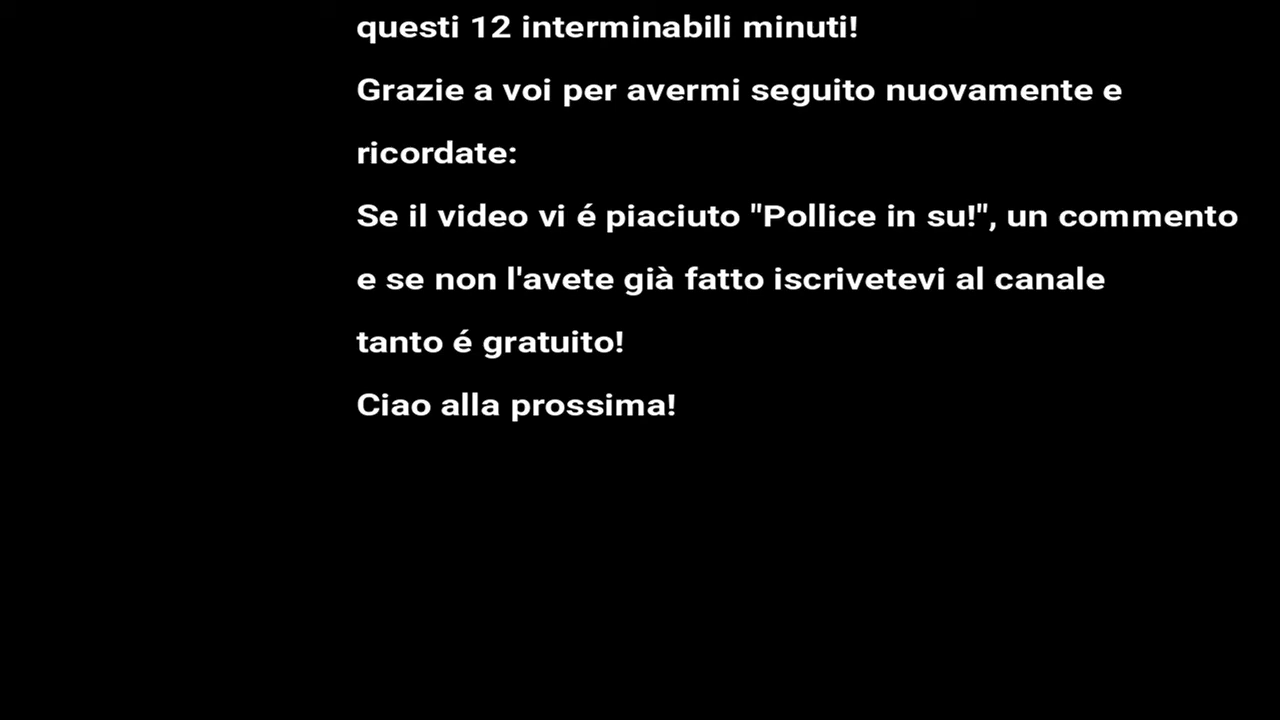 questi 12 interminabili minuti!
Grazie a voi per avermi seguito nuovamente e
ricordate:
Se il video vi é piaciuto "Pollice in su!", un commento
e se non l'avete già fatto iscrivetevi al canale
tanto é gratuito!
Ciao alla prossima!